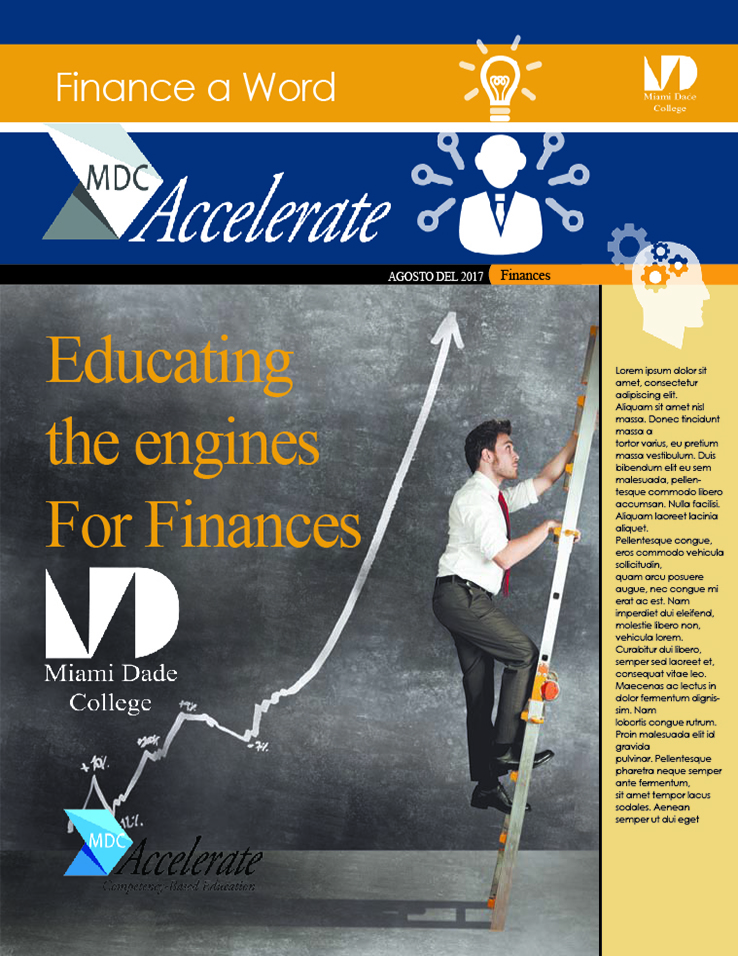 Finance a Word
Miami Dade
College
MDC
Accelerate
AGOSTO DEL 2017
Finances
Educating
the engines
For Finances
Miami Dade
College
+10%
19%
-7%
MDC
Accelerate
Competency-Based Education
Lorem ipsum dolor sit
amet, consectetur
adipiscing elit.
Aliquam sit amet nisl
massa. Donec tincidunt
massa a
tortor varius, eu pretium
massa vestibulum. Duis
bibendum elit eu sem
malesuada, pellen-
tesque commodo libero
accumsan. Nulla facilisi.
Aliquam laoreet lacinia
aliquet.
Pellentesque congue,
eros commodo vehicula
sollicitudin,
quam arcu posuere
augue, nec congue mi
erat ac est. Nam
imperdiet dui eleifend,
molestie libero non,
vehicula lorem.
Curabitur dui libero,
semper sed laoreet et,
consequat vitae leo.
Maecenas ac lectus in
dolor fermentum dignis-
sim. Nam
lobortis congue rutrum.
Proin malesuada elit id
gravida
pulvinar. Pellentesque
pharetra neque semper
ante fermentum,
sit amet tempor lacus
sodales. Aenean
semper ut dui eget